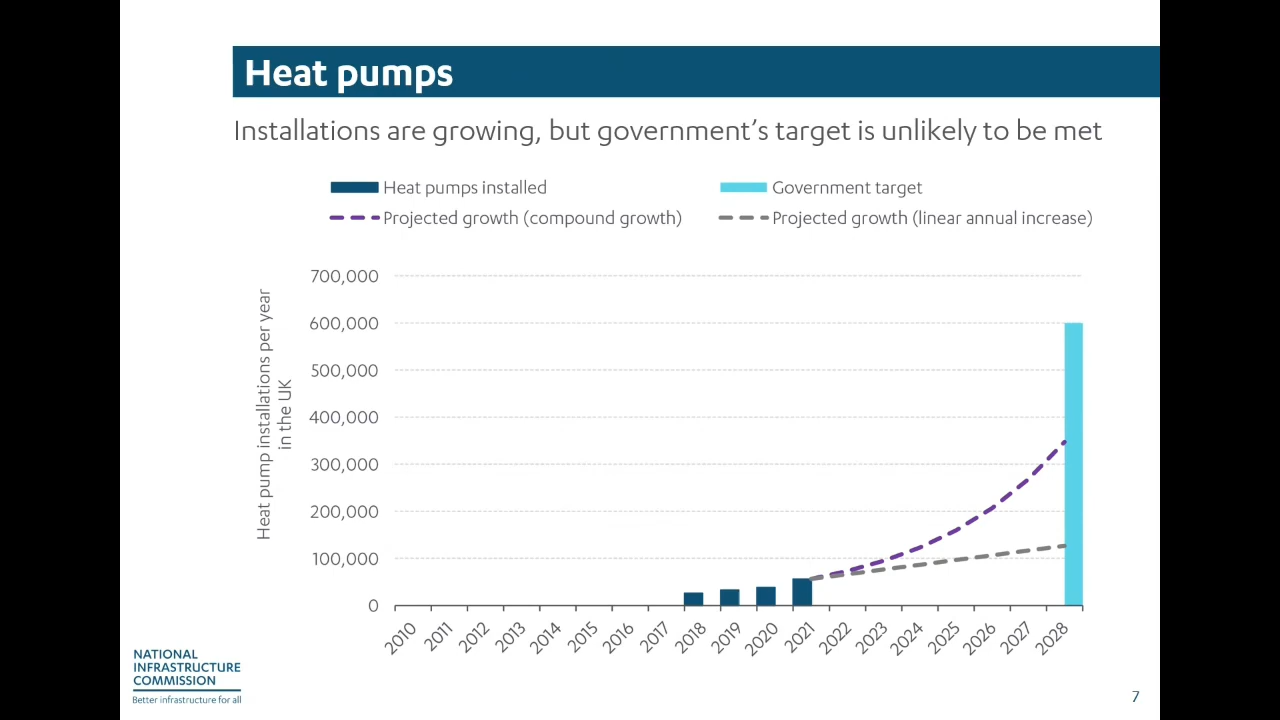 Heat pumps
Installations are growing, but government's target is unlikely to be met
Heat pumps installed
Government target
Projected growth (compound growth)
Projected growth (linear annual increase)
Heat pump installations per year
in the UK
700,000
600,000
500,000
400,000
300,000
200,000
100,000
0
2010
2011
2012
2013
2014
2015
2016
2017
2018
2019
2020
2021
2022
2023
2024
2025
2026
2027
2028
NATIONAL
INFRASTRUCTURE
COMMISSION
Better infrastructure for all
7